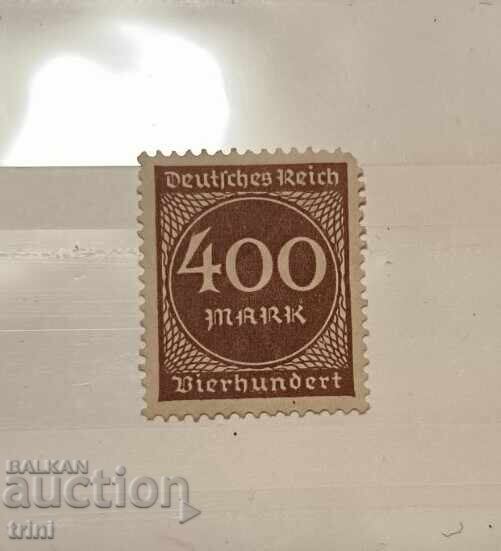 Deutsches Reich
400
MARK
Vierhundert
BALKAN
auction
trini